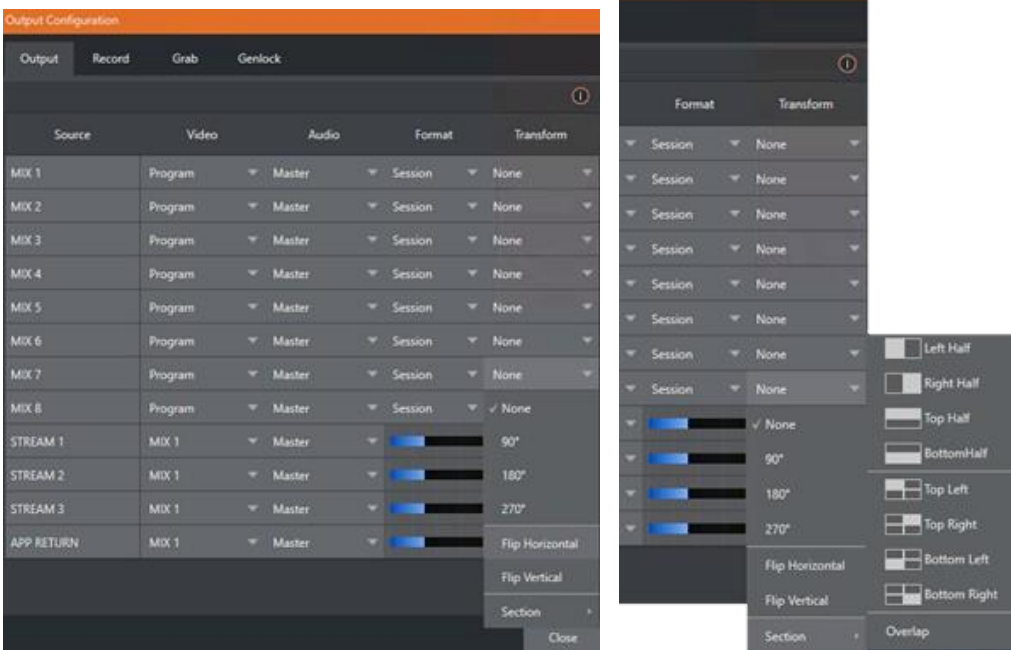 Output Configuration
Output Record Grab Genlock
Source Video Audio Format Transform
MIX 1 Program Master Session None
MIX 2 Program Master Session None
MIX 3 Program Master Session None
MIX 4 Program Master Session None
MIX 5 Program Master Session None
MIX 6 Program Master Session None
MIX 7 Program Master Session None
MIX 8 Program Master Session ✓ None
STREAM 1 MIX 1 Master 90°
STREAM 2 MIX 1 Master 180°
STREAM 3 MIX 1 Master 270°
APP RETURN MIX 1 Master Flip Horizontal
Flip Vertical
Section
Close
Format Transform
Session None
Session None
Session None
Session None
Session None
Session None
Session None
Session None
✓ None
90°
180°
270°
Flip Horizontal
Flip Vertical
Section
Left Half
Right Half
Top Half
BottomHalf
Top Left
Top Right
Bottom Left
Bottom Right
Overlap